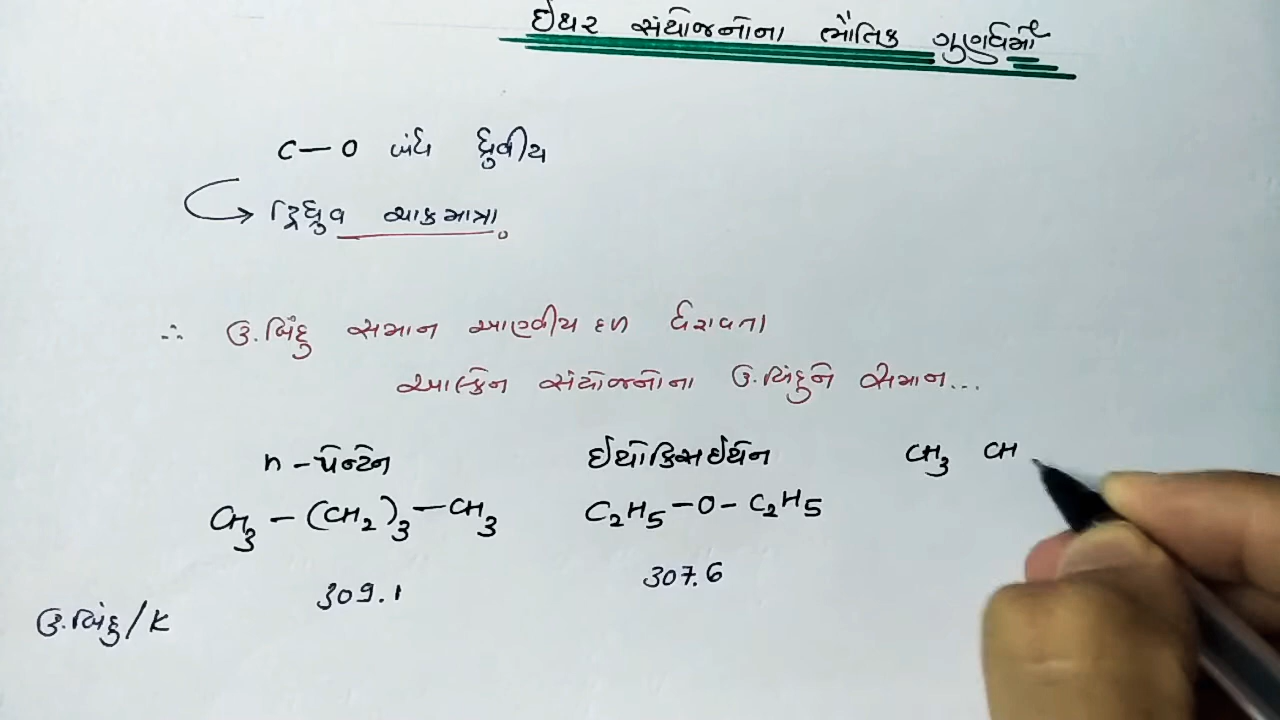 ઈથર સંયોજનોના ભૌતિક ગુણધર્મો
C—O બંધ ધ્રુવીય
દ્વિધ્રુવ ચાકમાત્રા
∴ ઉ.બિંદુ સમાન આણ્વીય દળ ધરાવતા
આલ્કેન સંયોજનોના ઉ.બિંદુને સમાન...
n - પેન્ટેન ઈથોક્સિઈથેન CH3 CH
CH3 – (CH2)3 – CH3 C2H5 – O – C2H5
309.1 307.6
ઉ.બિંદુ/K